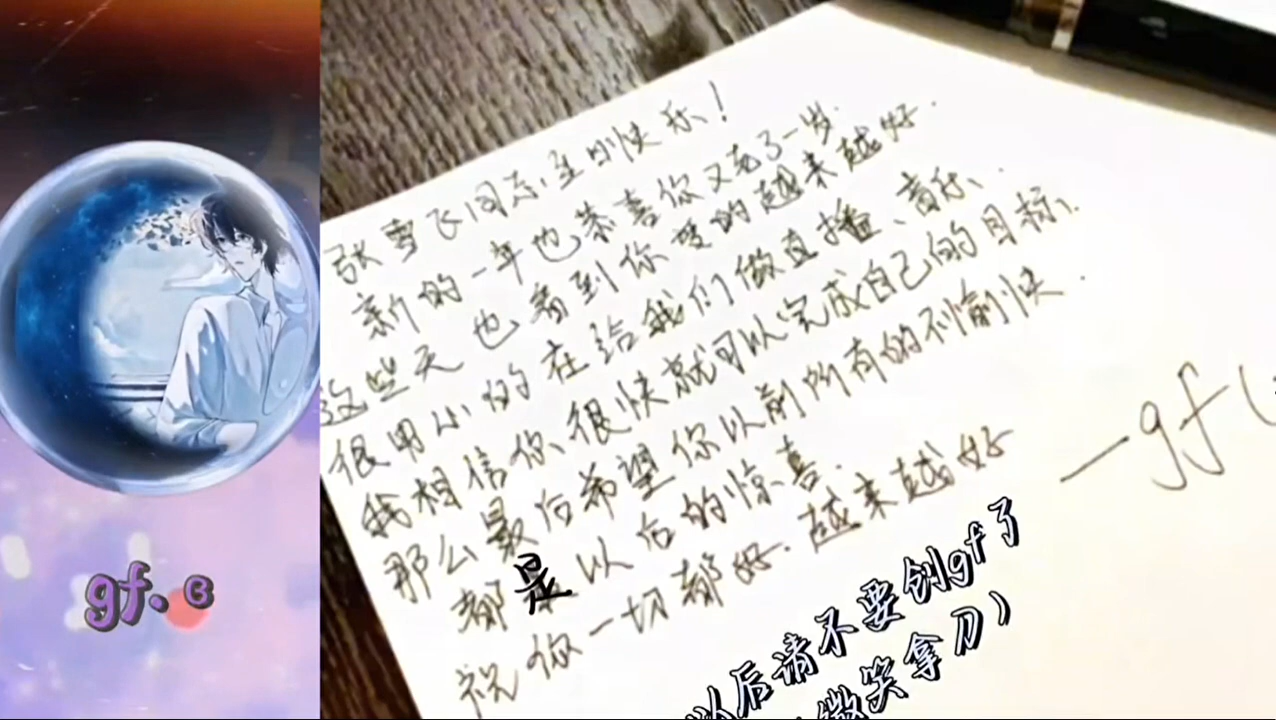 张雪飞同志生日快乐！
新的一年也恭喜你又老了一岁.
这些天也看到你变的越来越好.
很用心的在给我们做直播、音乐、.
我相信你很快就可以完成自己的目标、.
那么最后希望你以前所有的不愉快.
都是以后的惊喜.
祝你一切都好.越来越好
—gf(
以后请不要创gf了
微笑拿刀）
gf.